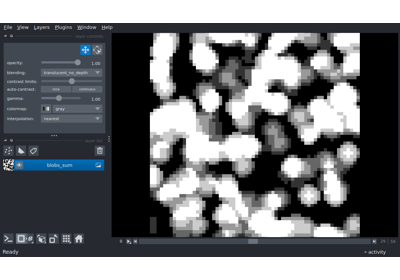 File View Layers Plugins Window Help
opacity: 1.00
blending: translucent_no_depth
contrast limits:
auto-contrast: once continuous
gamma: 1.00
colormap: gray
interpolation: nearest
blobs_sum
Ready activity